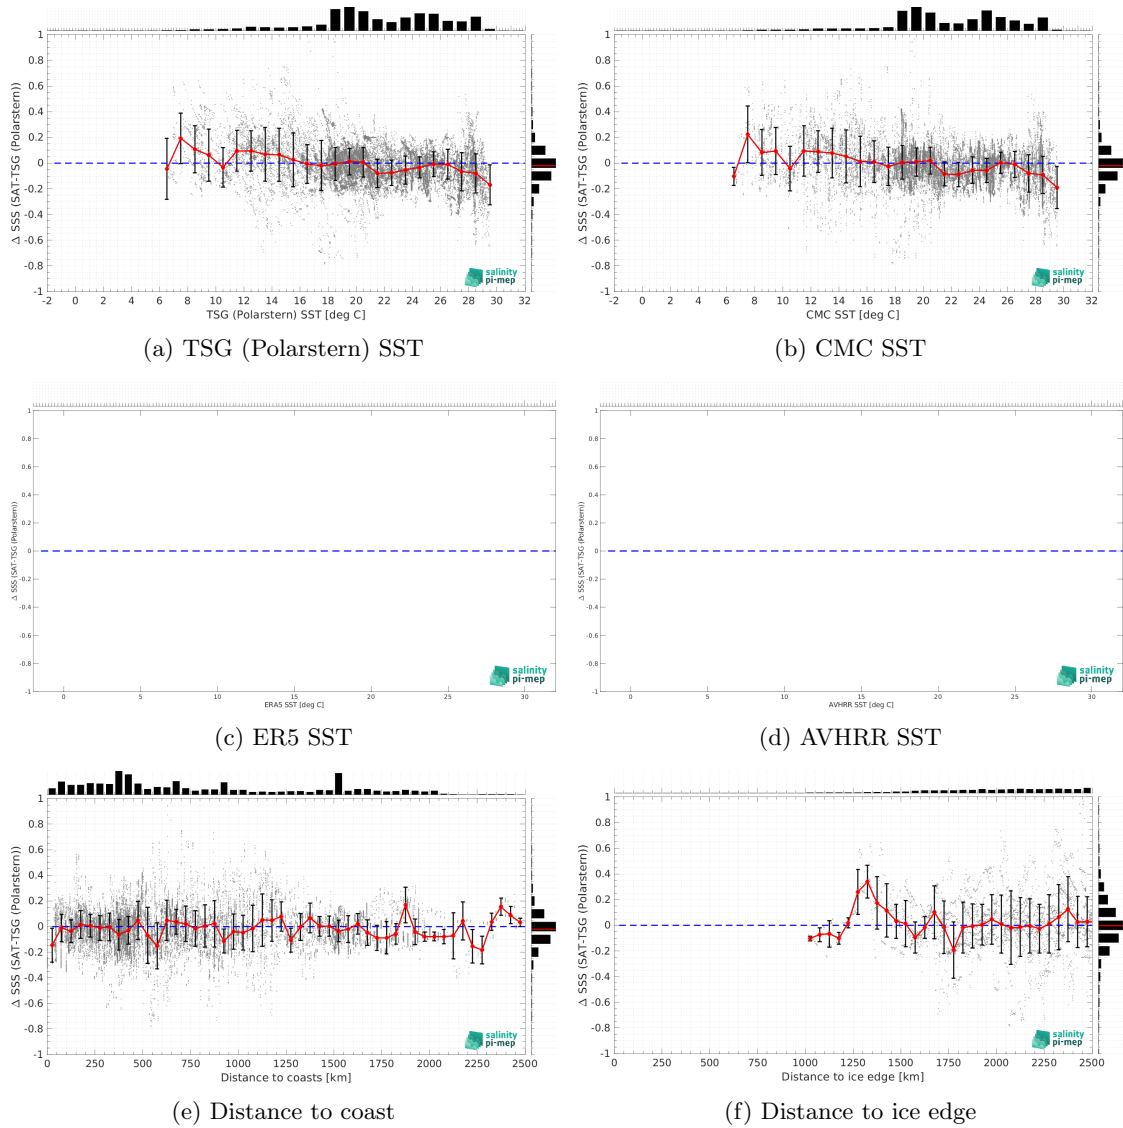 1
0.8
0.6
0.4
0.2
0
-0.2
-0.4
-0.6
-0.8
-1
Δ SSS (SAT-TSG (Polarstern))
-2 0 2 4 6 8 10 12 14 16 18 20 22 24 26 28 30 32
TSG (Polarstern) SST [deg C]
salinity
pi-mep
(a) TSG (Polarstern) SST
1
0.8
0.6
0.4
0.2
0
-0.2
-0.4
-0.6
-0.8
-1
Δ SSS (SAT-TSG (Polarstern))
-2 0 2 4 6 8 10 12 14 16 18 20 22 24 26 28 30 32
CMC SST [deg C]
salinity
pi-mep
(b) CMC SST
1
0.8
0.6
0.4
0.2
0
-0.2
-0.4
-0.6
-0.8
-1
Δ SSS (SAT-TSG (Polarstern))
0 5 10 15 20 25 30
ERA5 SST [deg C]
salinity
pi-mep
(c) ER5 SST
1
0.8
0.6
0.4
0.2
0
-0.2
-0.4
-0.6
-0.8
-1
Δ SSS (SAT-TSG (Polarstern))
0 5 10 15 20 25 30
AVHRR SST [deg C]
salinity
pi-mep
(d) AVHRR SST
1
0.8
0.6
0.4
0.2
0
-0.2
-0.4
-0.6
-0.8
-1
Δ SSS (SAT-TSG (Polarstern))
0 250 500 750 1000 1250 1500 1750 2000 2250 2500
Distance to coasts [km]
salinity
pi-mep
(e) Distance to coast
1
0.8
0.6
0.4
0.2
0
-0.2
-0.4
-0.6
-0.8
-1
Δ SSS (SAT-TSG (Polarstern))
0 250 500 750 1000 1250 1500 1750 2000 2250 2500
Distance to ice edge [km]
salinity
pi-mep
(f) Distance to ice edge